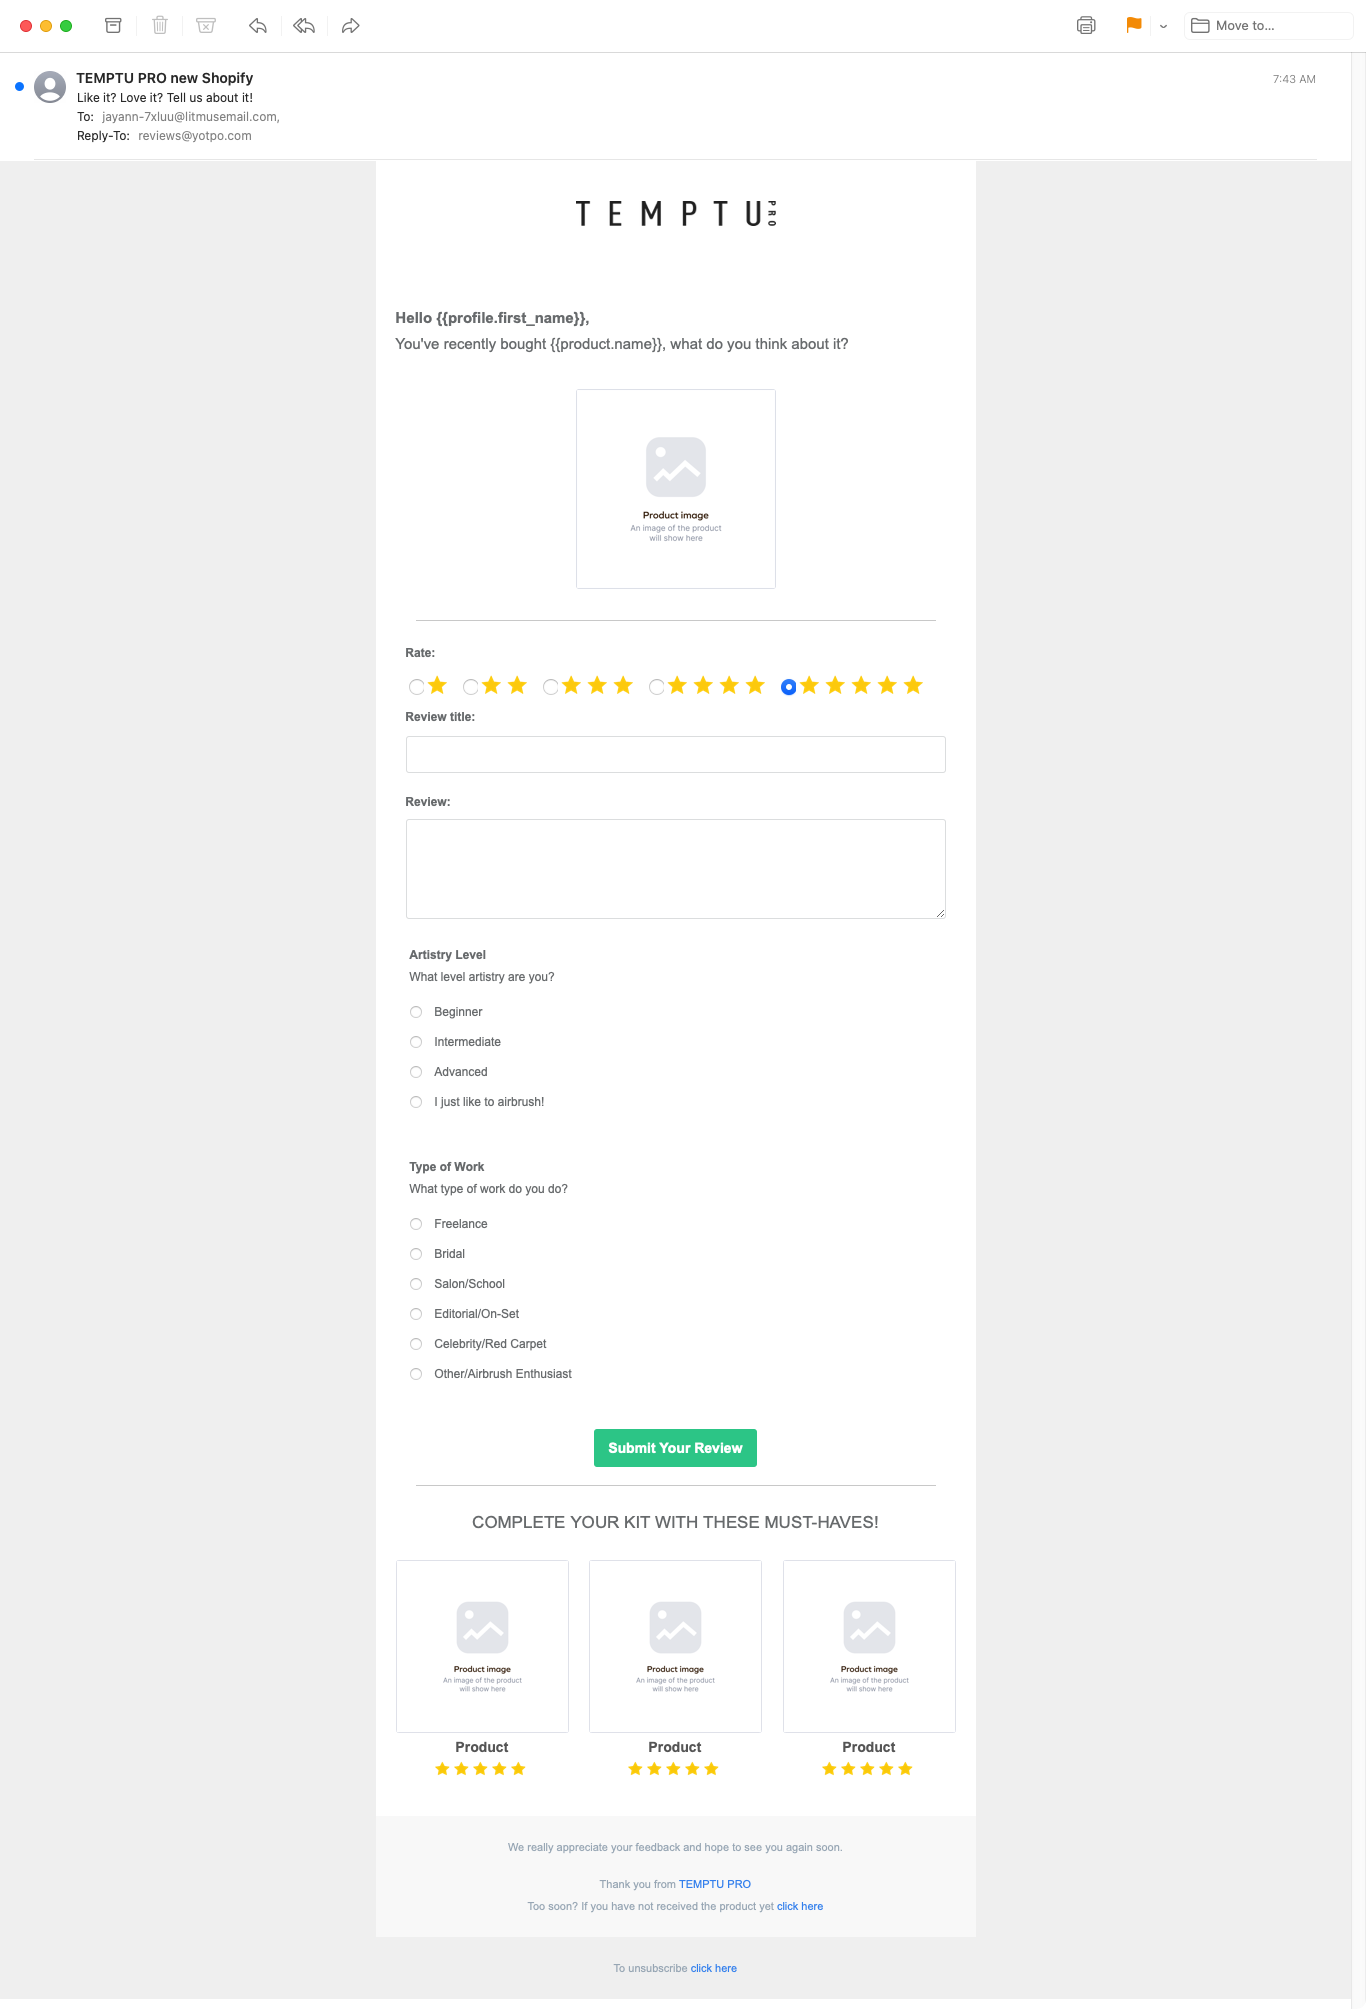 Move to...
TEMPTU PRO new Shopify
7:43 AM
Like it? Love it? Tell us about it!
To: jayann-7xluu@litmusemail.com,
Reply-To: reviews@yotpo.com
TEMPTU PRO
Hello {{profile.first_name}},
You've recently bought {{product.name}}, what do you think about it?
Product image
An image of the product
will show here
Rate:
Review title:
Review:
Artistry Level
What level artistry are you?
Beginner
Intermediate
Advanced
I just like to airbrush!
Type of Work
What type of work do you do?
Freelance
Bridal
Salon/School
Editorial/On-Set
Celebrity/Red Carpet
Other/Airbrush Enthusiast
Submit Your Review
COMPLETE YOUR KIT WITH THESE MUST-HAVES!
Product image
An image of the product
will show here
Product
Product image
An image of the product
will show here
Product
Product image
An image of the product
will show here
Product
We really appreciate your feedback and hope to see you again soon.
Thank you from TEMPTU PRO
Too soon? If you have not received the product yet click here
To unsubscribe click here